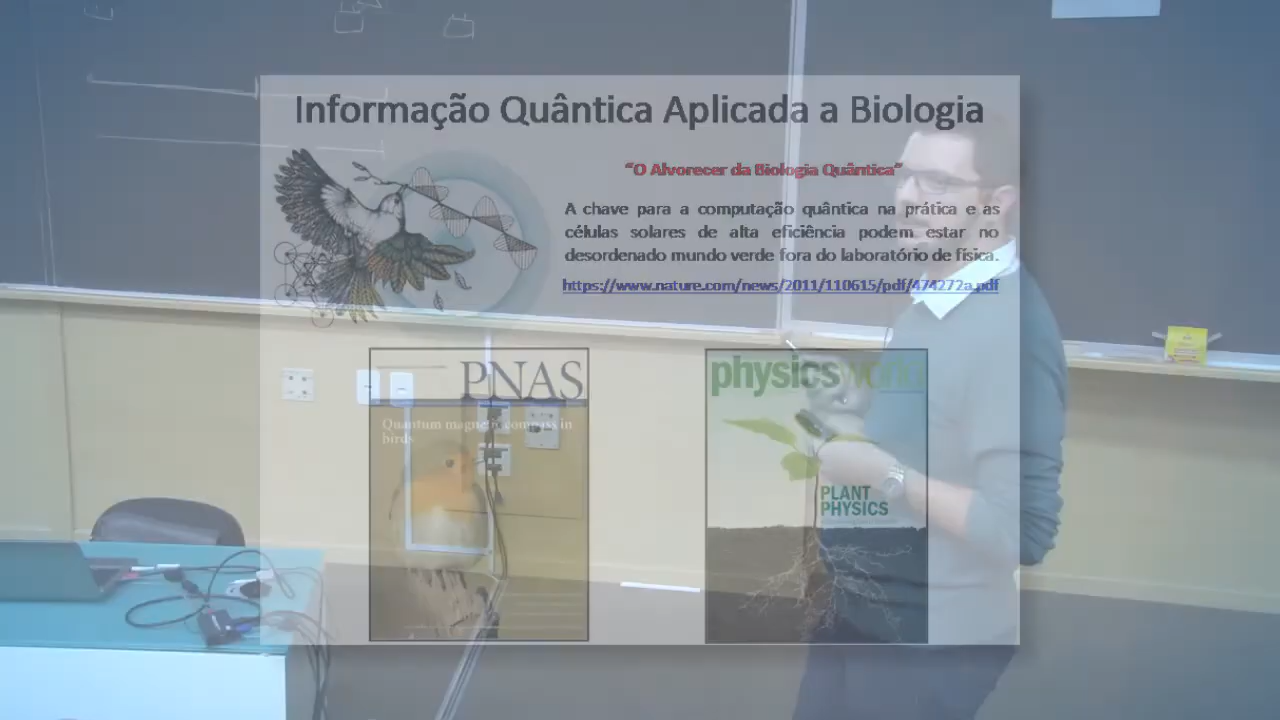 Informação Quântica Aplicada a Biologia
“O Alvorecer da Biologia Quântica”
A chave para a computação quântica na prática e as
células solares de alta eficiência podem estar no
desordenado mundo verde fora do laboratório de física.
https://www.nature.com/news/2011/110615/pdf/474272a.pdf
PNAS
Quantum magnetic compass in
birds
physicsworld
PLANT
PHYSICS